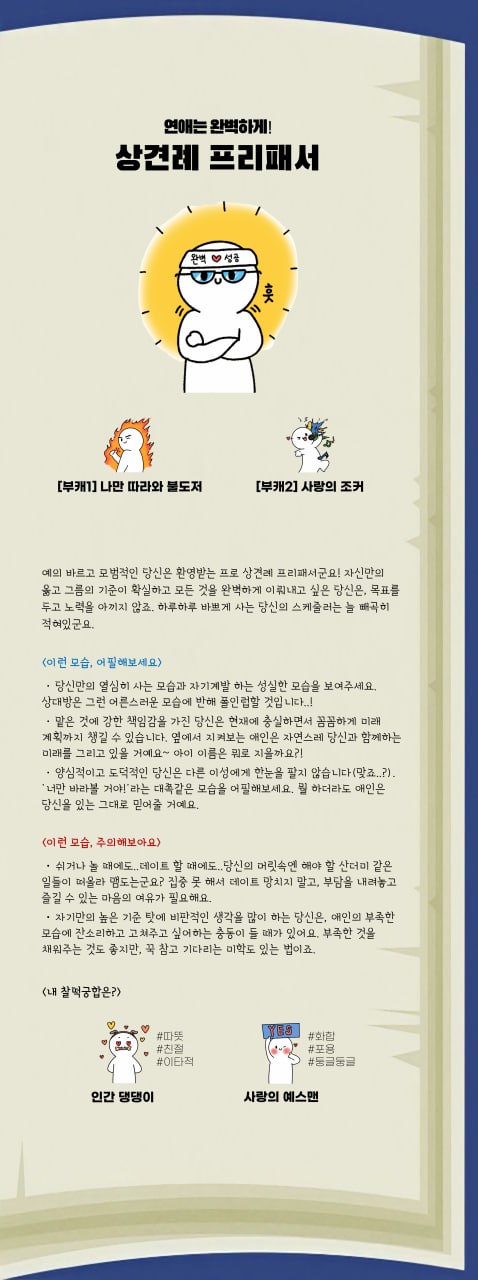 연애는 완벽하게!
상견례 프리패서
완벽 ♥ 성공
훗
[부캐1] 나만 따라와 불도저
[부캐2] 사랑의 조커
예의 바르고 모범적인 당신은 환영받는 프로 상견례 프리패서군요! 자신만의
옳고 그름의 기준이 확실하고 모든 것을 완벽하게 이뤄내고 싶은 당신은, 목표를
두고 노력을 아끼지 않죠. 하루하루 바쁘게 사는 당신의 스케줄러는 늘 빼곡히
적혀있군요.
<이런 모습, 어필해보세요>
· 당신만의 열심히 사는 모습과 자기계발 하는 성실한 모습을 보여주세요.
상대방은 그런 어른스러운 모습에 반해 폴인럽할 것입니다..!
· 맡은 것에 강한 책임감을 가진 당신은 현재에 충실하면서 꼼꼼하게 미래
계획까지 챙길 수 있습니다. 옆에서 지켜보는 애인은 자연스레 당신과 함께하는
미래를 그리고 있을 거예요~ 아이 이름은 뭐로 지을까요?!
· 양심적이고 도덕적인 당신은 다른 이성에게 한눈을 팔지 않습니다(맞죠..?).
'너만 바라볼 거야!'라는 대쪽같은 모습을 어필해보세요. 뭘 하더라도 애인은
당신을 있는 그대로 믿어줄 거예요.
<이런 모습, 주의해보아요>
· 쉬거나 놀 때에도..데이트 할 때에도..당신의 머릿속엔 해야 할 산더미 같은
일들이 떠올라 맴도는군요? 집중 못 해서 데이트 망치지 말고, 부담을 내려놓고
즐길 수 있는 마음의 여유가 필요해요.
· 자기만의 높은 기준 탓에 비판적인 생각을 많이 하는 당신은, 애인의 부족한
모습에 잔소리하고 고쳐주고 싶어하는 충동이 들 때가 있어요. 부족한 것을
채워주는 것도 좋지만, 꾹 참고 기다리는 미학도 있는 법이죠.
<내 찰떡궁합은?>
#따뜻
#친절
#이타적
인간 댕댕이
YES
#화합
#포용
#둥글둥글
사랑의 예스맨